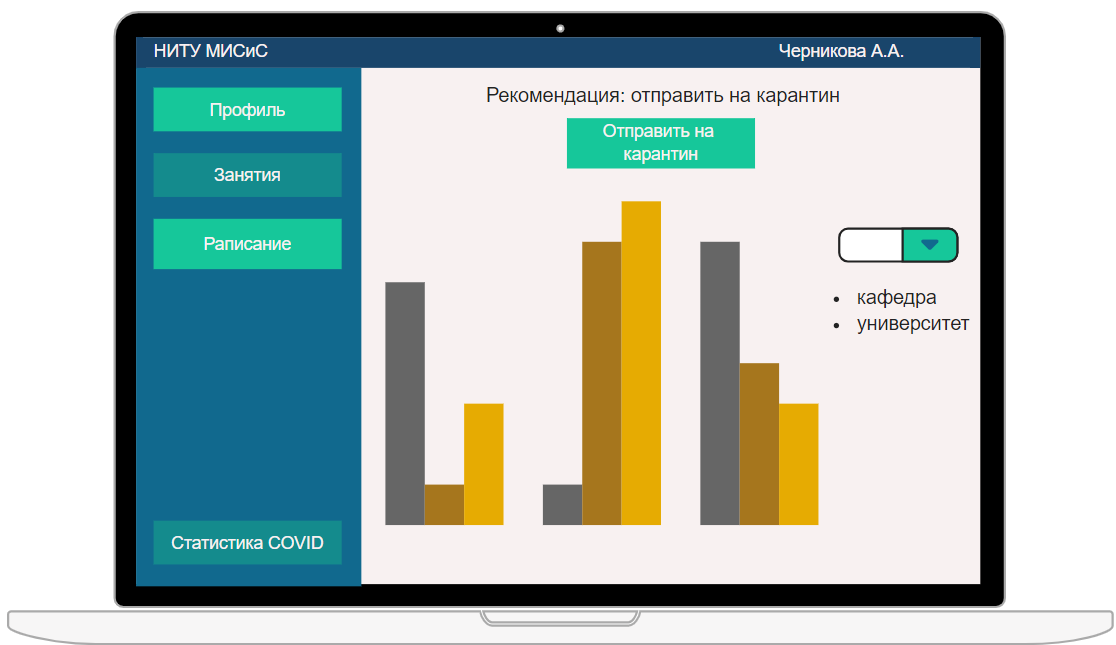 НИТУ МИСиС
Черникова А.А.
Профиль
Занятия
Раписание
Статистика COVID
Рекомендация: отправить на карантин
Отправить на
карантин
кафедра
университет